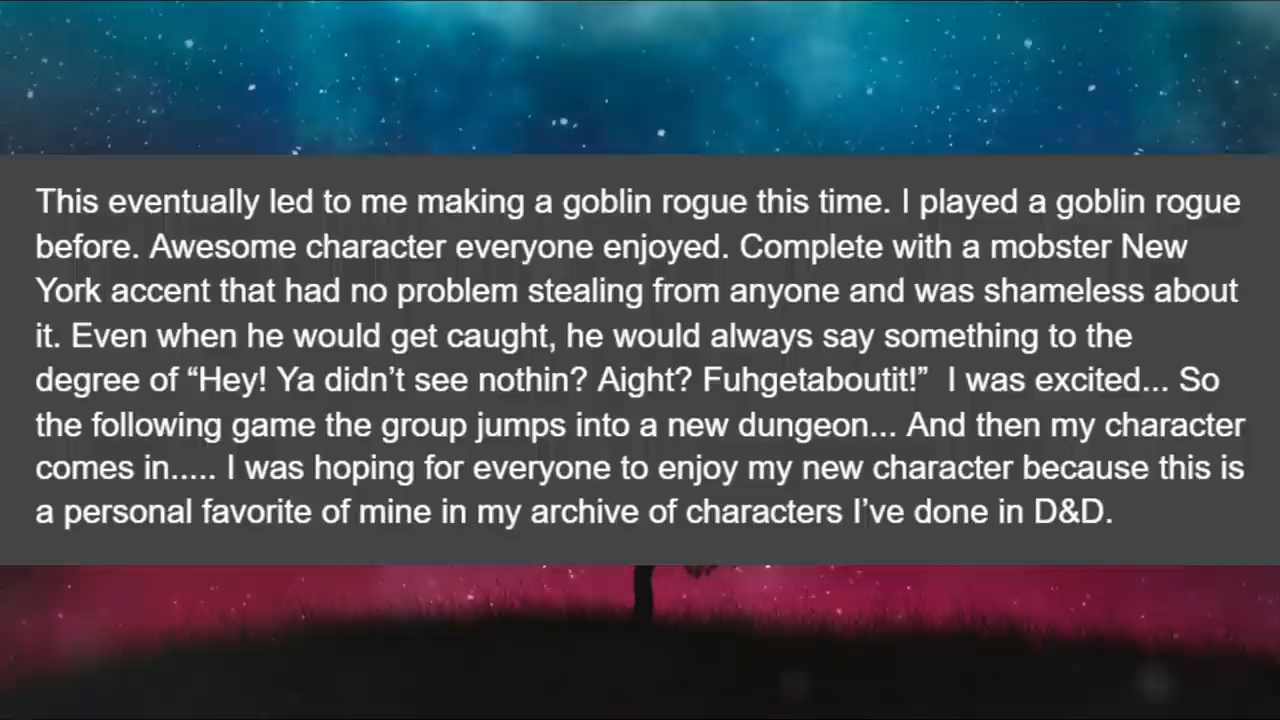 This eventually led to me making a goblin rogue this time. I played a goblin rogue
before. Awesome character everyone enjoyed. Complete with a mobster New
York accent that had no problem stealing from anyone and was shameless about
it. Even when he would get caught, he would always say something to the
degree of “Hey! Ya didn’t see nothin? Aight? Fuhgetaboutit!”  I was excited... So
the following game the group jumps into a new dungeon... And then my character
comes in..... I was hoping for everyone to enjoy my new character because this is
a personal favorite of mine in my archive of characters I’ve done in D&D.